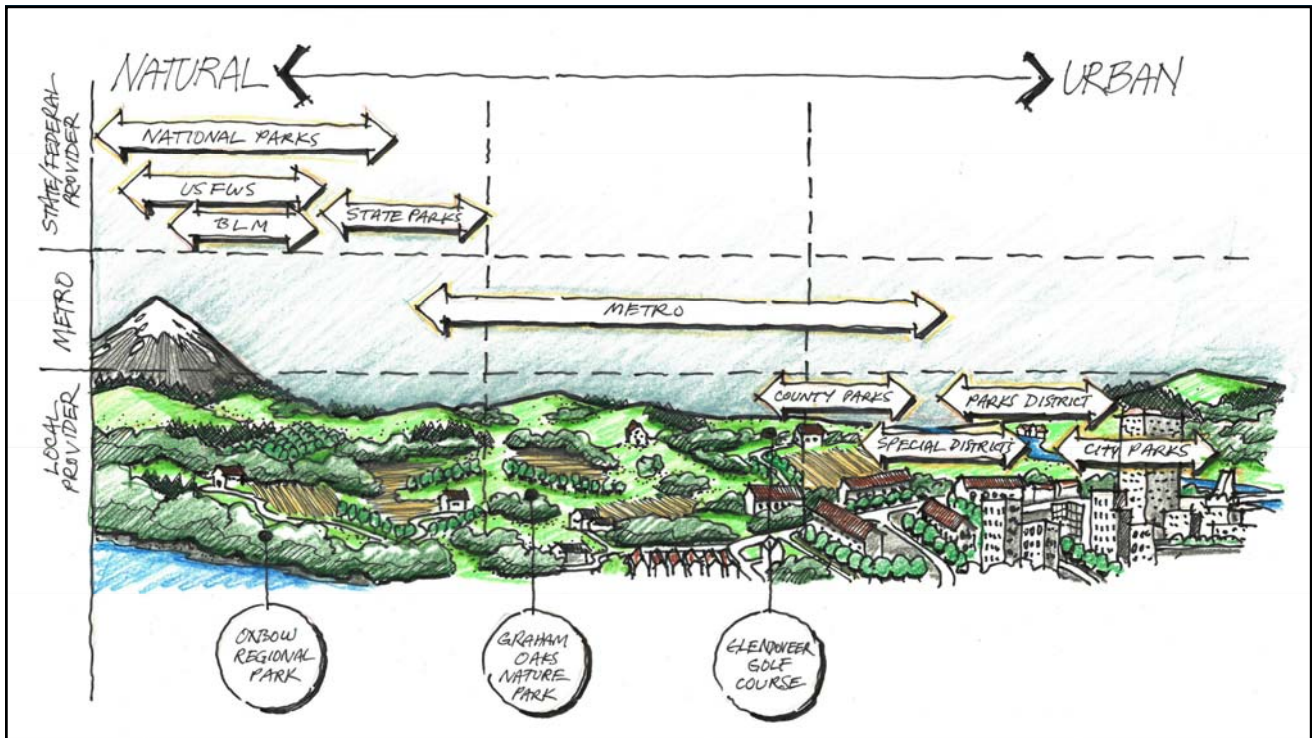 NATURAL
URBAN
STATE/FEDERAL
PROVIDER
NATIONAL PARKS
USFWS
BLM
STATE PARKS
METRO
METRO
LOCAL
PROVIDER
COUNTY PARKS
PARKS DISTRICT
SPECIAL DISTRICT
CITY PARKS
OXBOW
REGIONAL
PARK
GRAHAM
OAKS
NATURE
PARK
GLENDOVEER
GOLF
COURSE